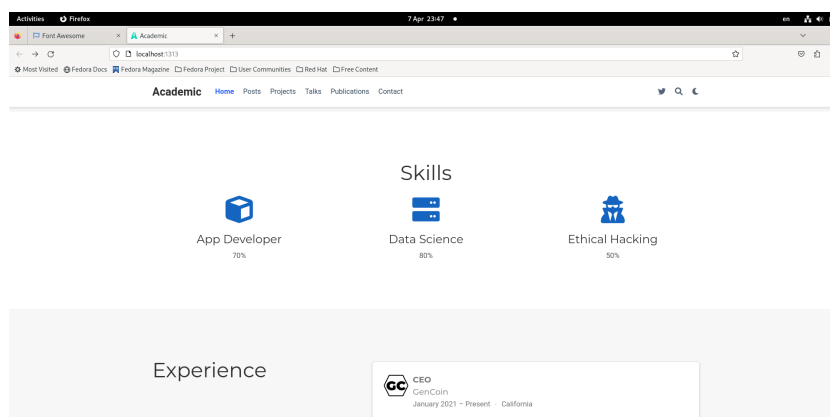 Activities Firefox 7 Apr 23:47 en
Font Awesome Academic
localhost:1313
Most Visited Fedora Docs Fedora Magazine Fedora Project User Communities Red Hat Free Content
Academic Home Posts Projects Talks Publications Contact
Skills
App Developer Data Science Ethical Hacking
70% 80% 50%
Experience
GC CEO
GenCoin
January 2021 – Present · California